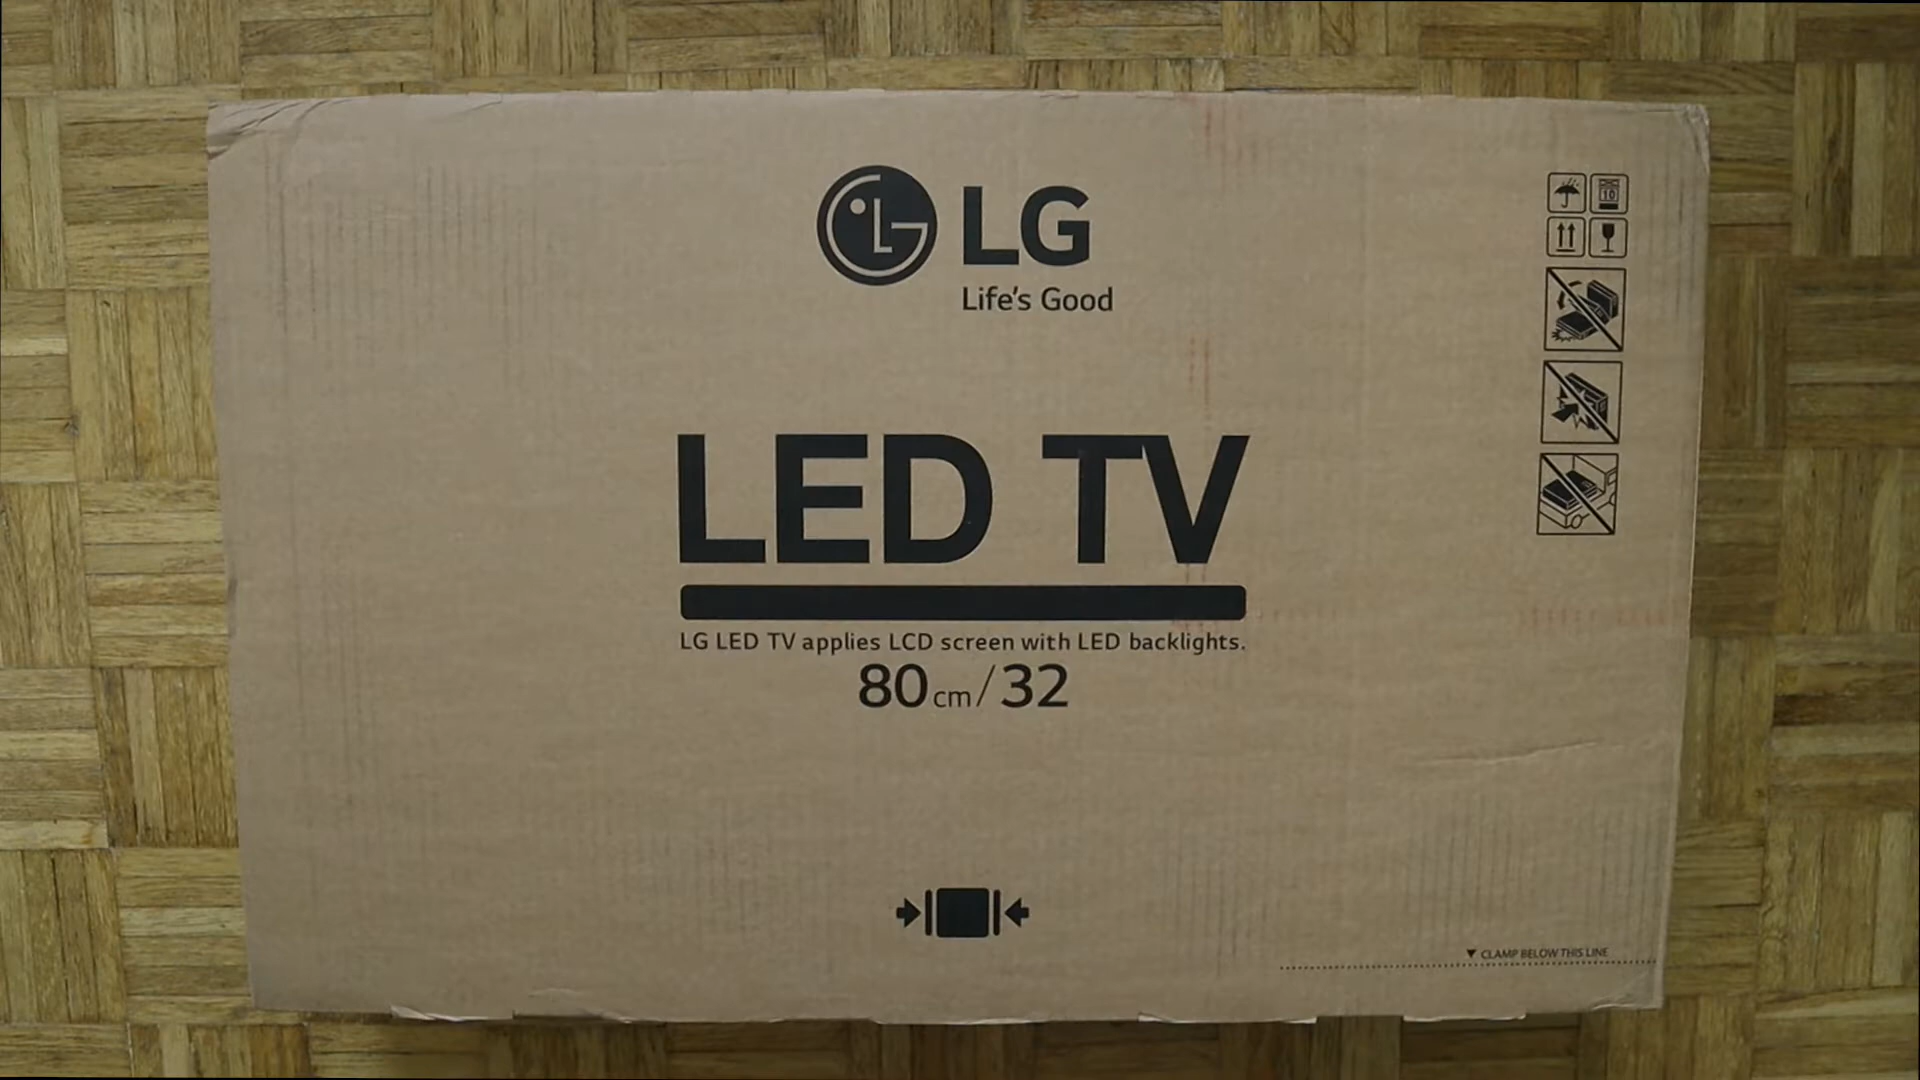 LG
Life's Good
10
LED TV
LG LED TV applies LCD screen with LED backlights.
80cm/32
▼ CLAMP BELOW THIS LINE